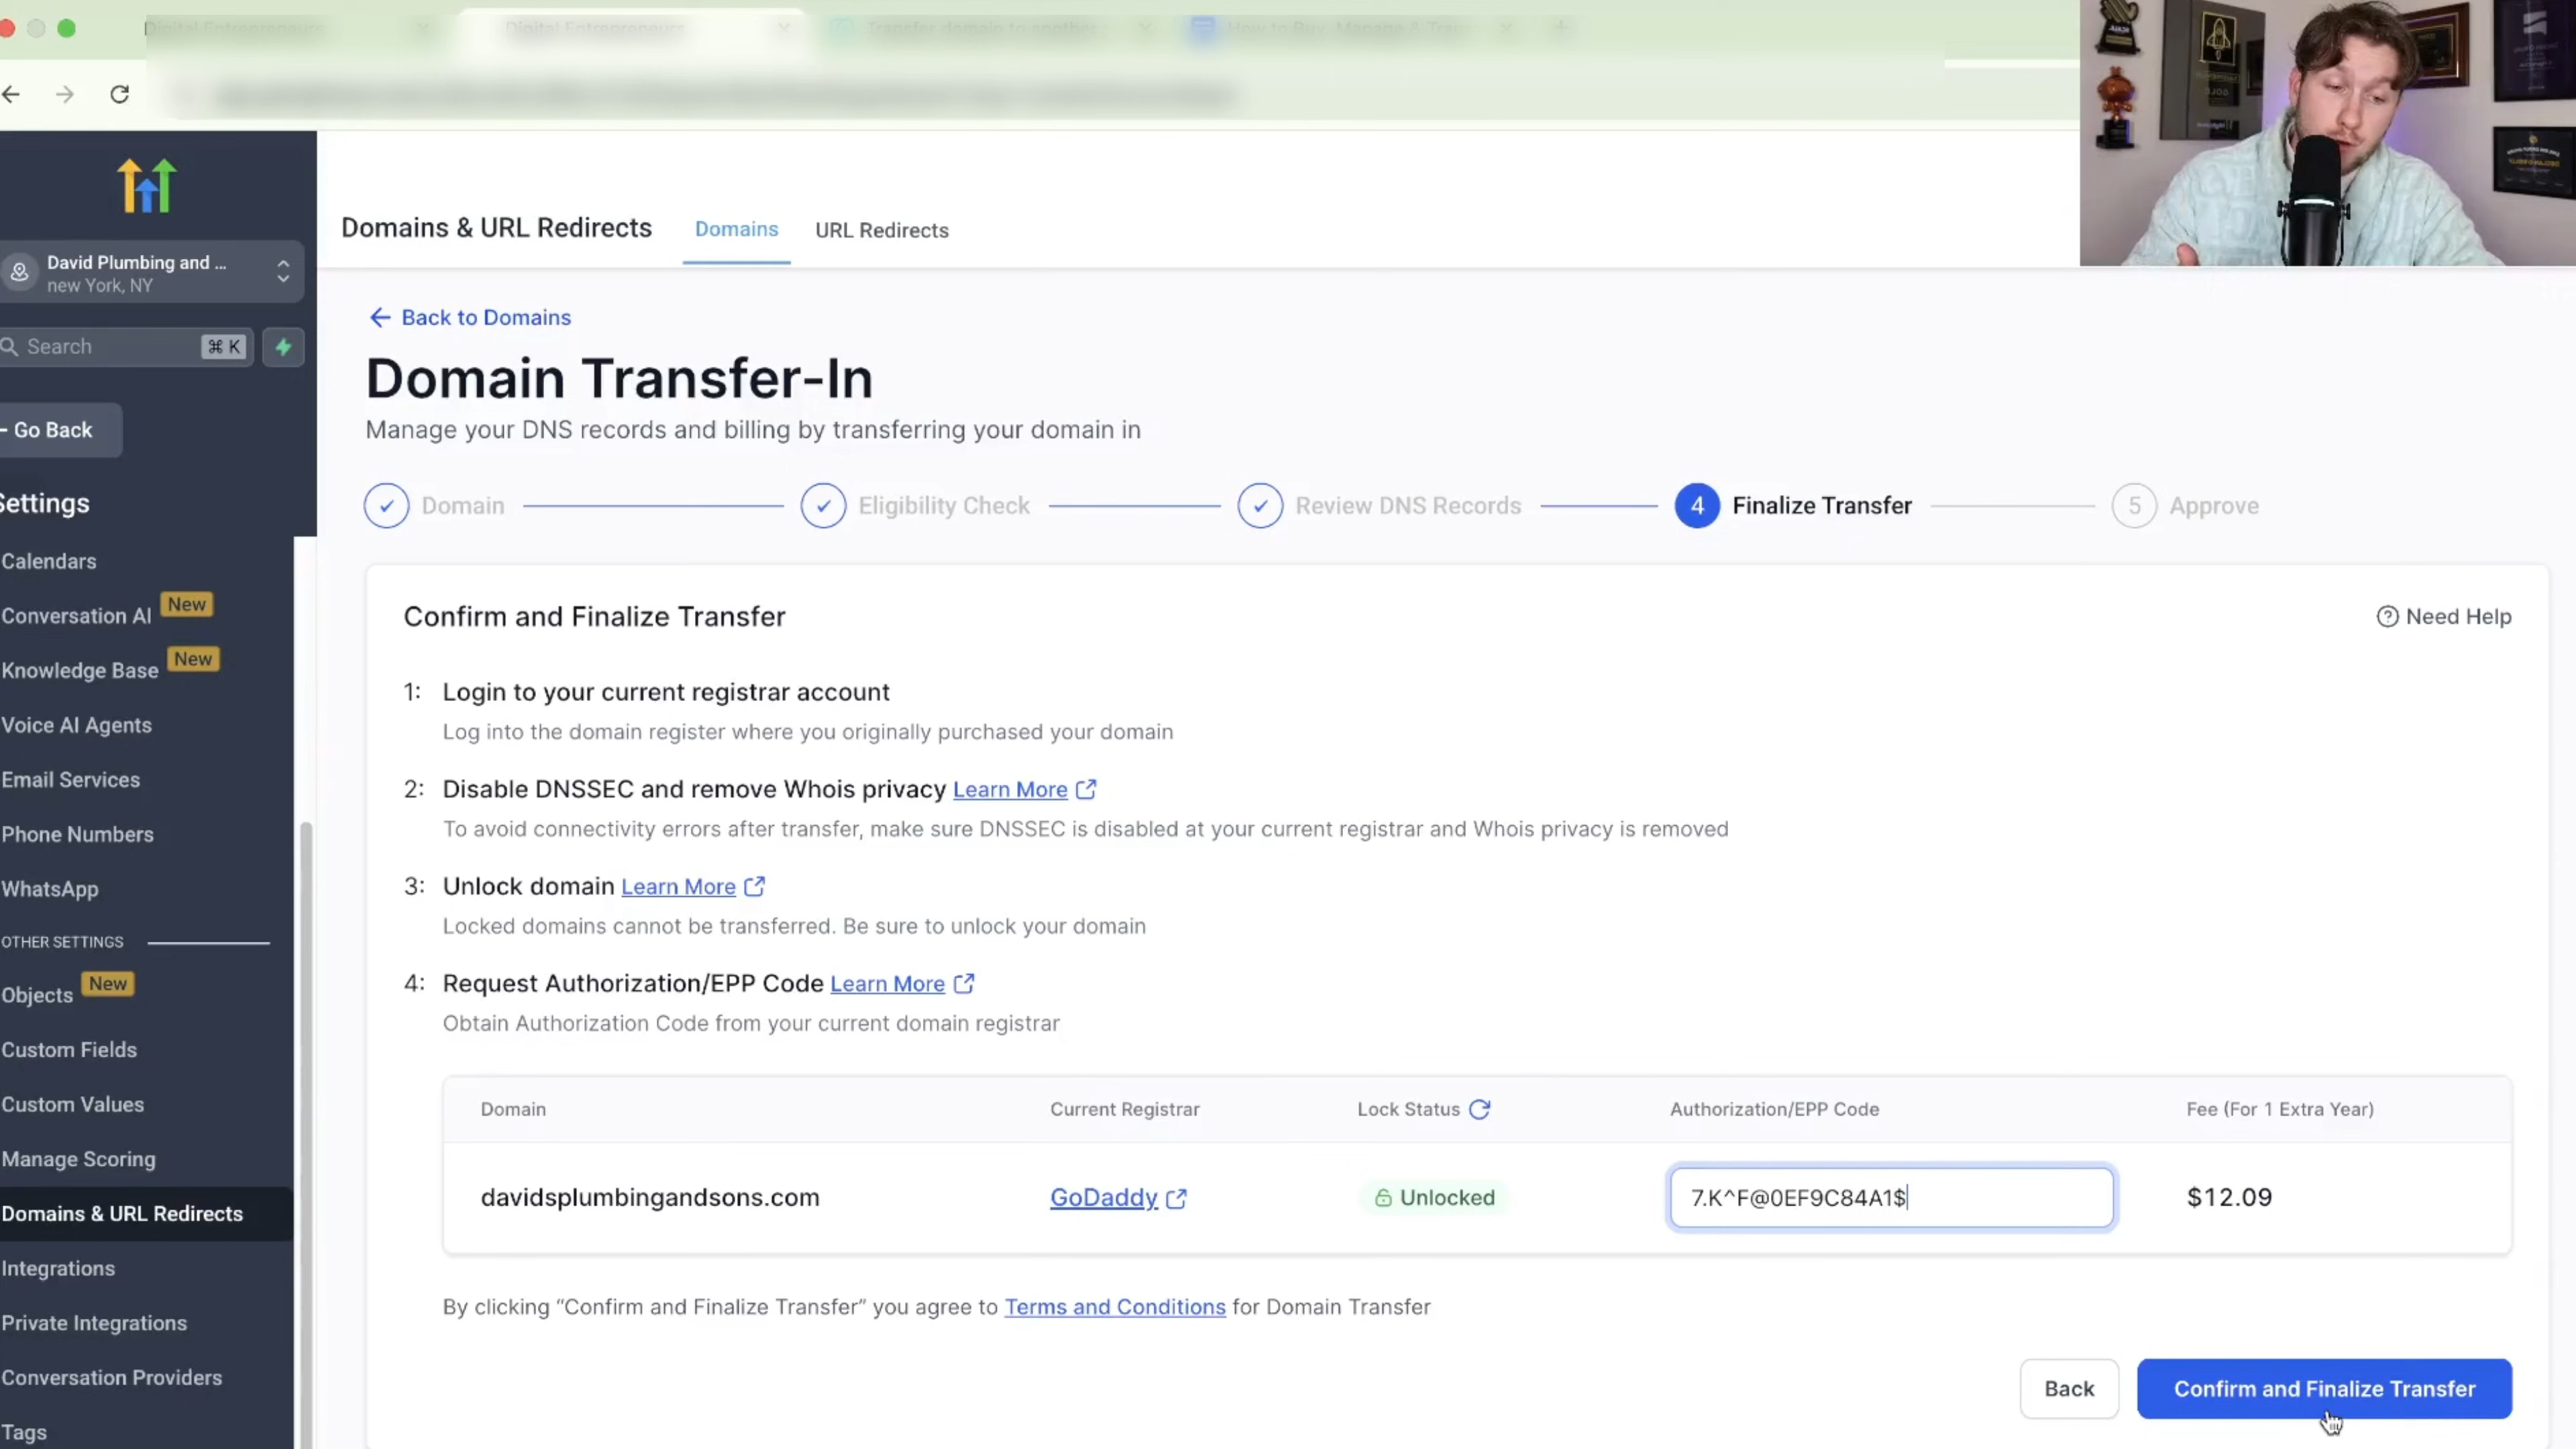 Domains & URL Redirects
Domains
URL Redirects
David Plumbing and ...
new York, NY
Search
⌘ K
Go Back
Settings
Calendars
Conversation AI New
Knowledge Base New
Voice AI Agents
Email Services
Phone Numbers
WhatsApp
OTHER SETTINGS
Objects New
Custom Fields
Custom Values
Manage Scoring
Domains & URL Redirects
Integrations
Private Integrations
Conversation Providers
Tags
Back to Domains
Domain Transfer-In
Manage your DNS records and billing by transferring your domain in
Domain
Eligibility Check
Review DNS Records
4 Finalize Transfer
5 Approve
Confirm and Finalize Transfer
Need Help
1: Login to your current registrar account
Log into the domain register where you originally purchased your domain
2: Disable DNSSEC and remove Whois privacy Learn More
To avoid connectivity errors after transfer, make sure DNSSEC is disabled at your current registrar and Whois privacy is removed
3: Unlock domain Learn More
Locked domains cannot be transferred. Be sure to unlock your domain
4: Request Authorization/EPP Code Learn More
Obtain Authorization Code from your current domain registrar
Domain Current Registrar Lock Status Authorization/EPP Code Fee (For 1 Extra Year)
davidsplumbingandsons.com GoDaddy Unlocked 7.K^F@0EF9C84A1$ $12.09
By clicking “Confirm and Finalize Transfer” you agree to Terms and Conditions for Domain Transfer
Back
Confirm and Finalize Transfer